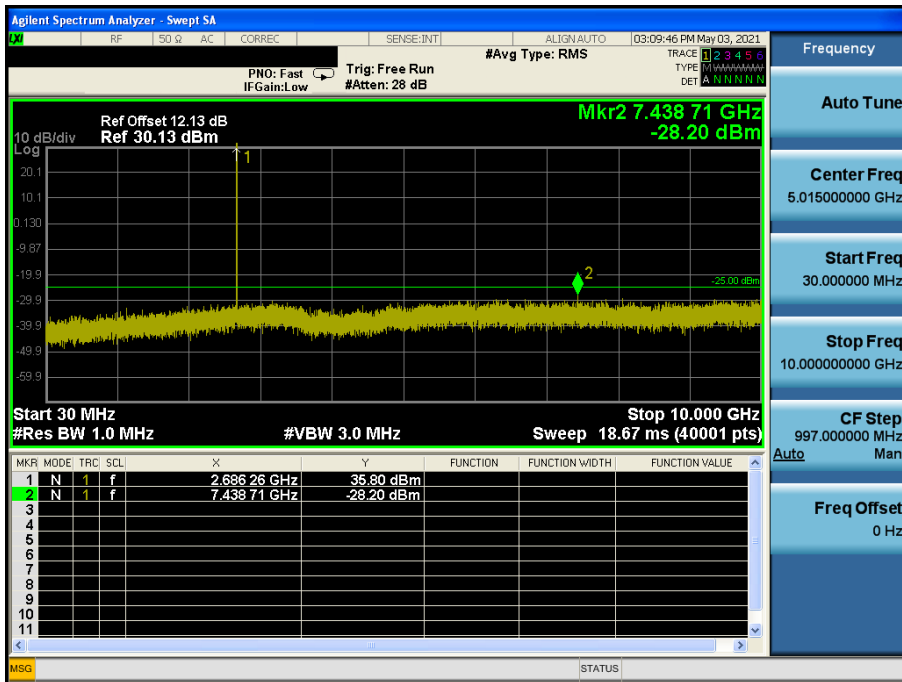 Agilent Spectrum Analyzer - Swept SA
LXI RF 50 Ω AC CORREC SENSE:INT ALIGNAUTO 03:09:46 PM May 03, 2021
Frequency
#Avg Type: RMS
TRACE 1 2 3 4 5 6
PNO: Fast Trig: Free Run
TYPE M WWWWW
IFGain:Low #Atten: 28 dB
DET A N N N N N
Auto Tune
Mkr2 7.438 71 GHz
-28.20 dBm
Ref Offset 12.13 dB
10 dB/div Ref 30.13 dBm
Log
1
20.1
10.1
0.130
-9.87
-19.9
-29.9
-39.9
-49.9
-59.9
2
-25.00 dBm
Center Freq
5.015000000 GHz
Start Freq
30.000000 MHz
Stop Freq
10.000000000 GHz
Start 30 MHz Stop 10.000 GHz
#Res BW 1.0 MHz #VBW 3.0 MHz Sweep 18.67 ms (40001 pts)
CF Step
997.000000 MHz
Auto Man
MKR MODE TRC SCL X Y FUNCTION FUNCTION WIDTH FUNCTION VALUE
1 N 1 f 2.686 26 GHz 35.80 dBm
2 N 1 f 7.438 71 GHz -28.20 dBm
3
4
5
6
7
8
9
10
11
Freq Offset
0 Hz
MSG STATUS